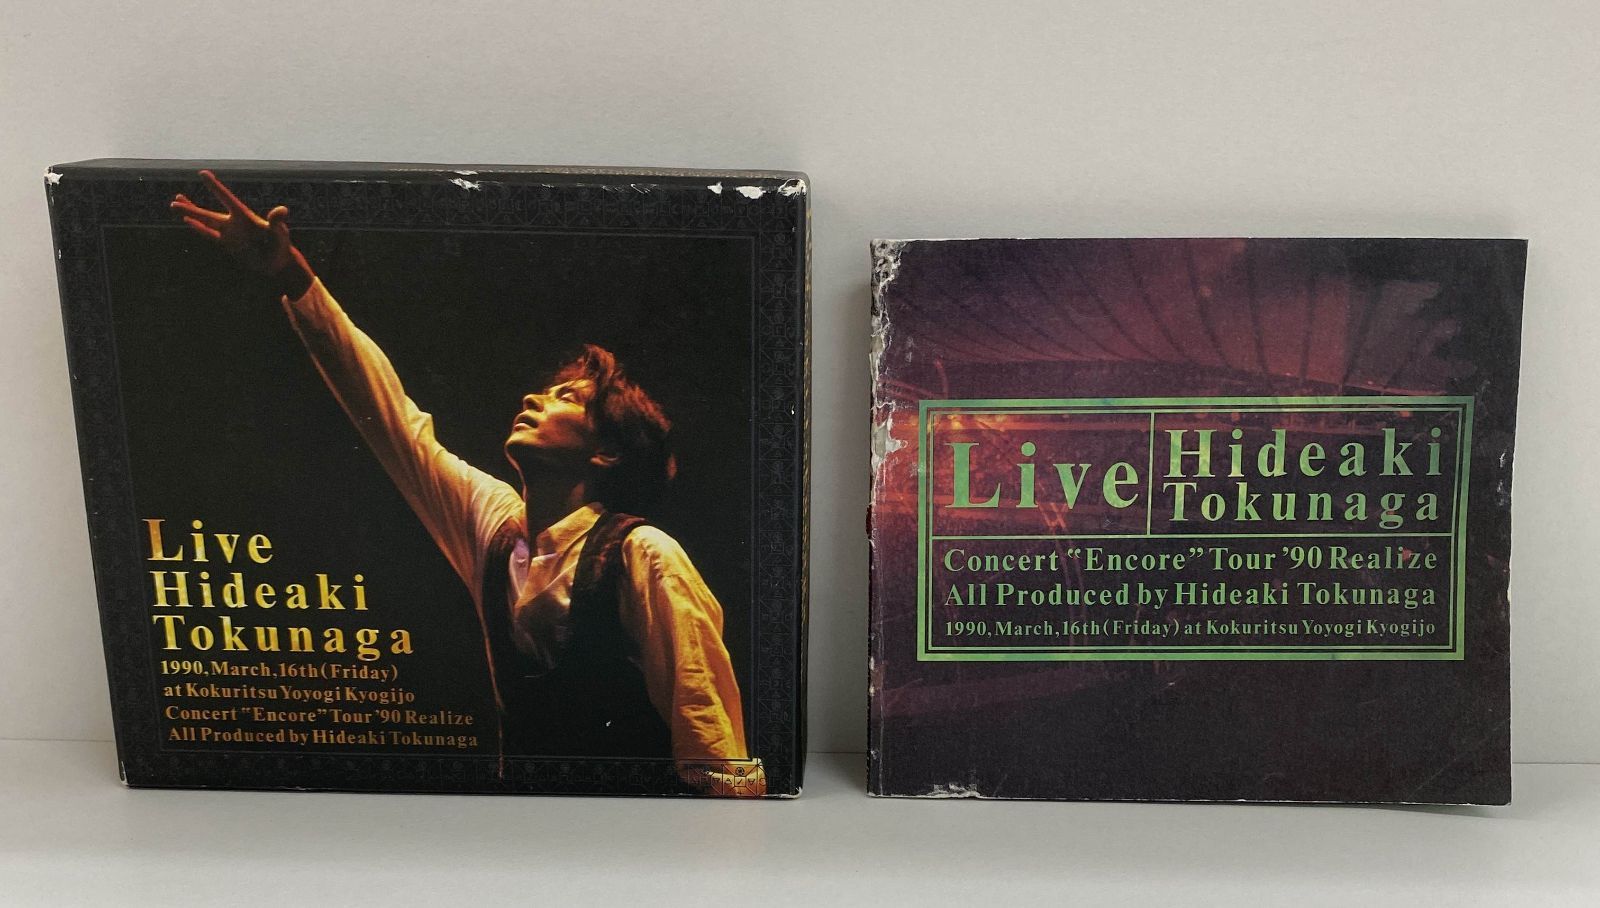 Live
Hideaki
Tokunaga
1990, March, 16th (Friday)
at Kokuritsu Yoyogi Kyogijo
Concert "Encore" Tour '90 Realize
All Produced by Hideaki Tokunaga
Live
Hideaki
Tokunaga
Concert "Encore" Tour '90 Realize
All Produced by Hideaki Tokunaga
1990, March, 16th (Friday) at Kokuritsu Yoyogi Kyogijo